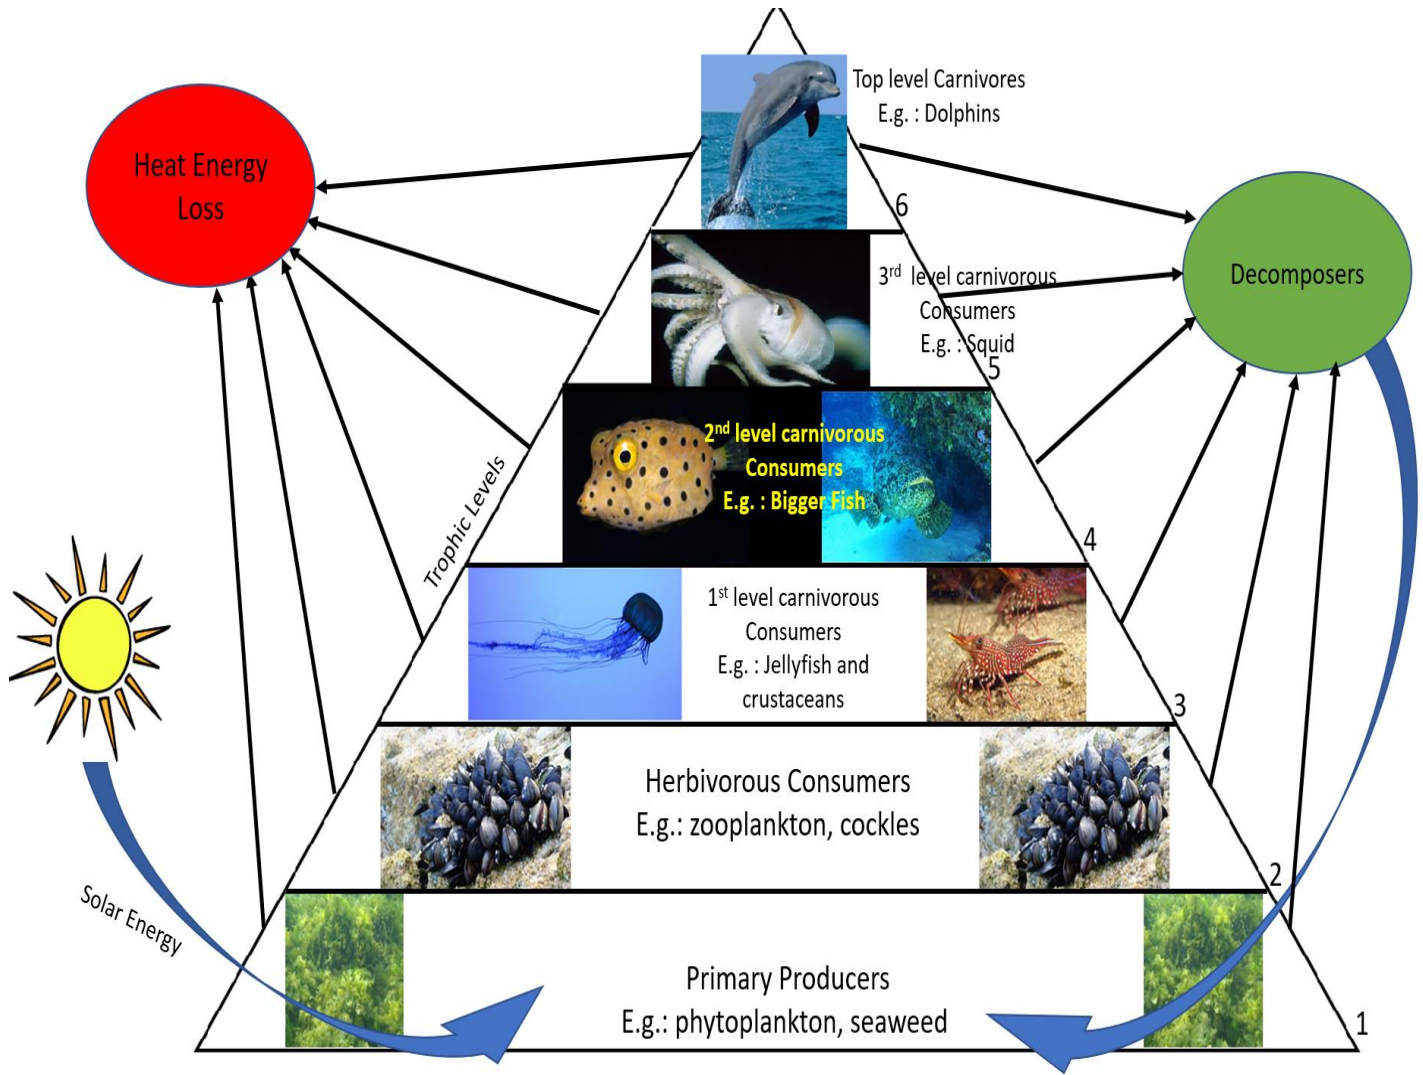 Top level Carnivores
E.g. : Dolphins
Heat Energy
Loss
6
Decomposers
3rd level carnivorous
Consumers
E.g. : Squid
5
2nd level carnivorous
Consumers
E.g. : Bigger Fish
Trophic Levels
4
1st level carnivorous
Consumers
E.g. : Jellyfish and
crustaceans
3
Herbivorous Consumers
E.g.: zooplankton, cockles
2
Solar Energy
Primary Producers
E.g.: phytoplankton, seaweed
1